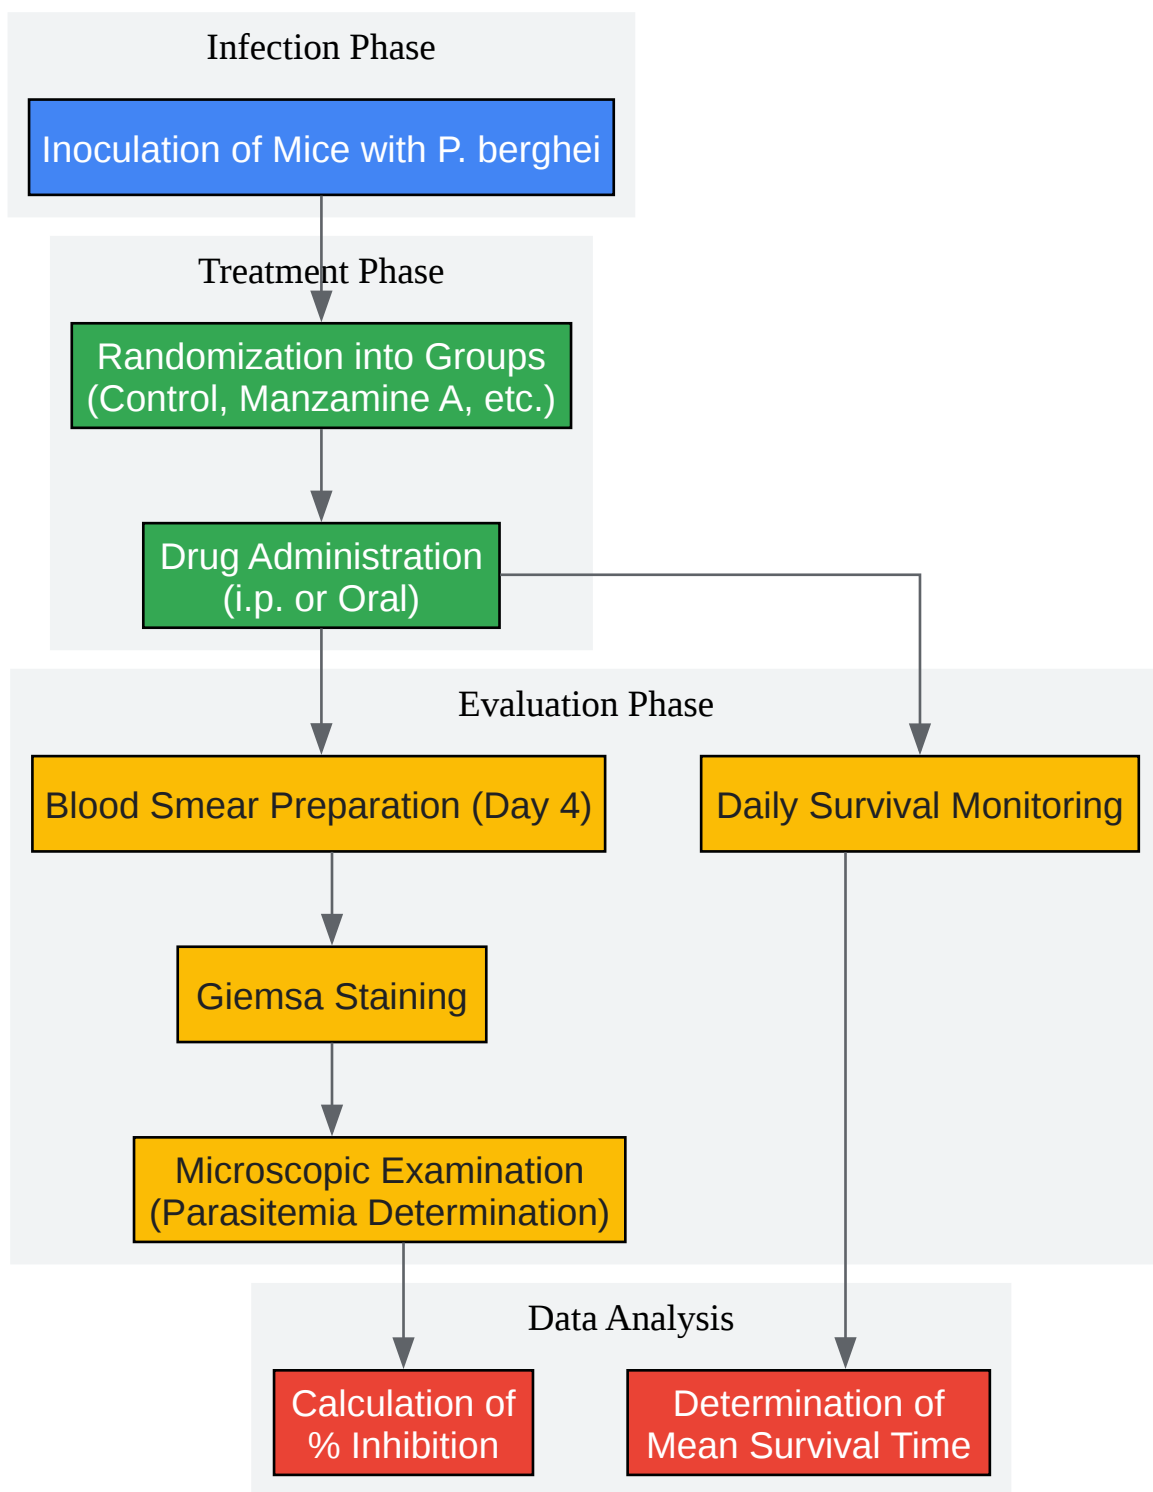 Infection Phase
Inoculation of Mice with P. berghei
Treatment Phase
Randomization into Groups
(Control, Manzamine A, etc.)
Drug Administration
(i.p. or Oral)
Evaluation Phase
Blood Smear Preparation (Day 4)
Daily Survival Monitoring
Giemsa Staining
Microscopic Examination
(Parasitemia Determination)
Data Analysis
Calculation of
% Inhibition
Determination of
Mean Survival Time